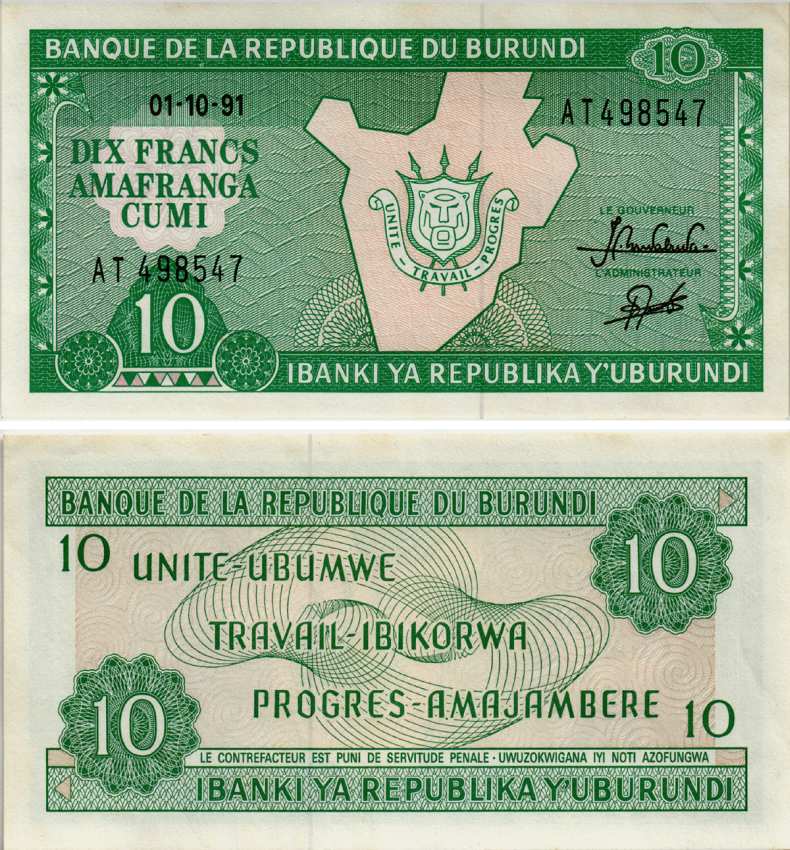 BANQUE DE LA REPUBLIQUE DU BURUNDI
10
01-10-91
AT498547
DIX FRANCS
AMAFRANGA
CUMI
UNITE - TRAVAIL - PROGRES
LE GOUVERNEUR
L'ADMINISTRATEUR
AT 498547
10
IBANKI YA REPUBLIKA Y'UBURUNDI
BANQUE DE LA REPUBLIQUE DU BURUNDI
10
10
UNITE-UBUMWE
TRAVAIL-IBIKORWA
PROGRES-AMAJAMBERE
10
10
LE CONTREFACTEUR EST PUNI DE SERVITUDE PENALE · UWUZOKWIGANA IYI NOTI AZOFUNGWA
IBANKI YA REPUBLIKA Y'UBURUNDI